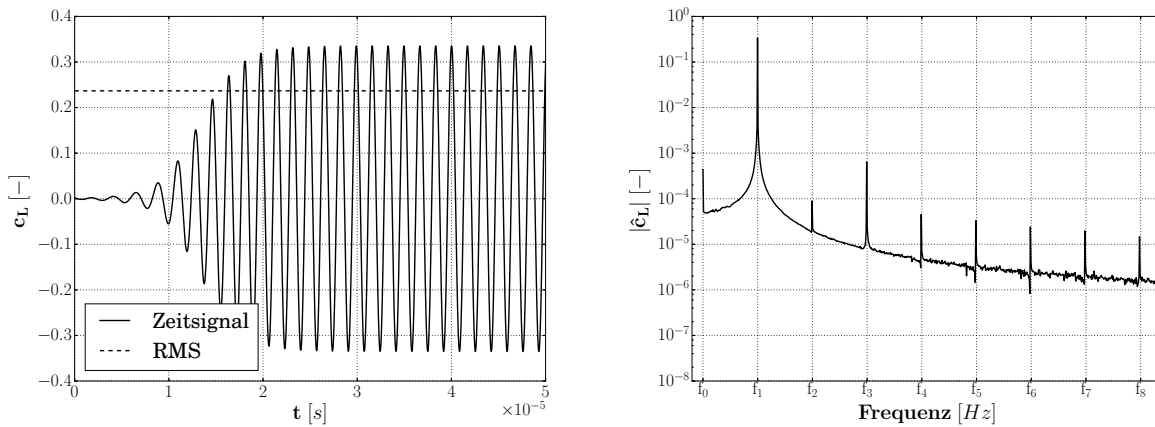 0.4
0.3
0.2
0.1
0.0
−0.1
−0.2
−0.3
−0.4
c_L [−]
Zeitsignal
RMS
0 1 2 3 4 5
×10^−5
t [s]
10^0
10^−1
10^−2
10^−3
10^−4
10^−5
10^−6
10^−7
10^−8
|ĉ_L| [−]
f_0 f_1 f_2 f_3 f_4 f_5 f_6 f_7 f_8
Frequenz [Hz]